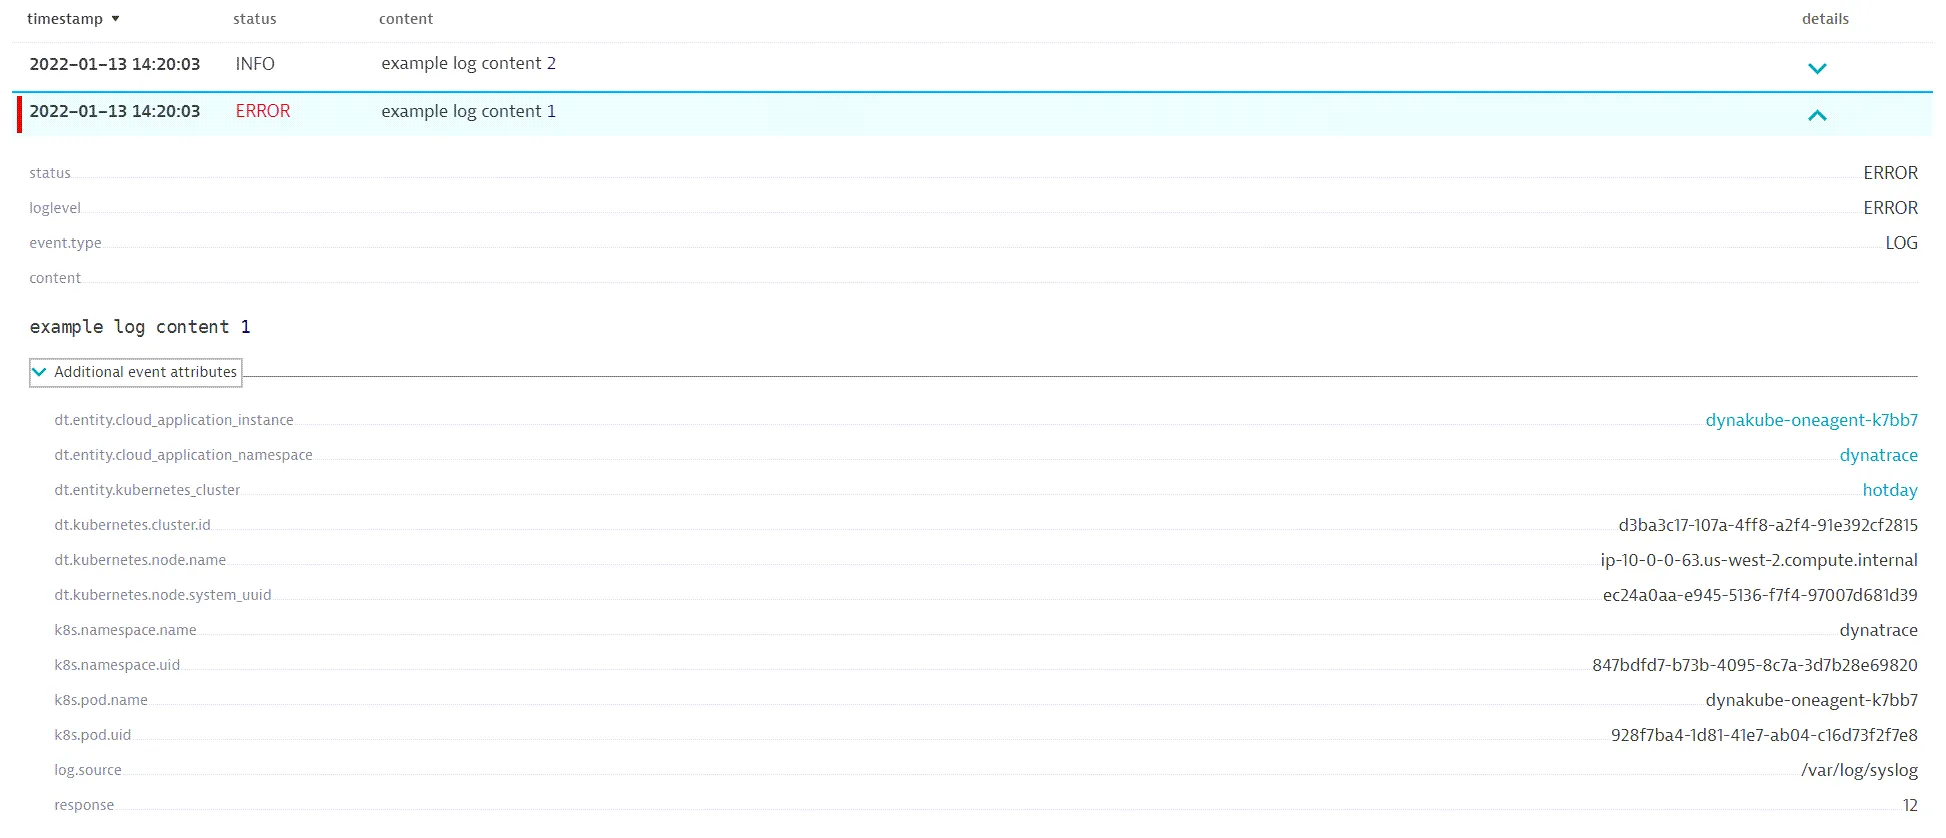 timestamp ▼ status content details
2022-01-13 14:20:03 INFO example log content 2
2022-01-13 14:20:03 ERROR example log content 1
status ERROR
loglevel ERROR
event.type LOG
content
example log content 1
Additional event attributes
dt.entity.cloud_application_instance dynakube-oneagent-k7bb7
dt.entity.cloud_application_namespace dynatrace
dt.entity.kubernetes_cluster hotday
dt.kubernetes.cluster.id d3ba3c17-107a-4ff8-a2f4-91e392cf2815
dt.kubernetes.node.name ip-10-0-0-63.us-west-2.compute.internal
dt.kubernetes.node.system_uuid ec24a0aa-e945-5136-f7f4-97007d681d39
k8s.namespace.name dynatrace
k8s.namespace.uid 847bdfd7-b73b-4095-8c7a-3d7b28e69820
k8s.pod.name dynakube-oneagent-k7bb7
k8s.pod.uid 928f7ba4-1d81-41e7-ab04-c16d73f2f7e8
log.source /var/log/syslog
response 12